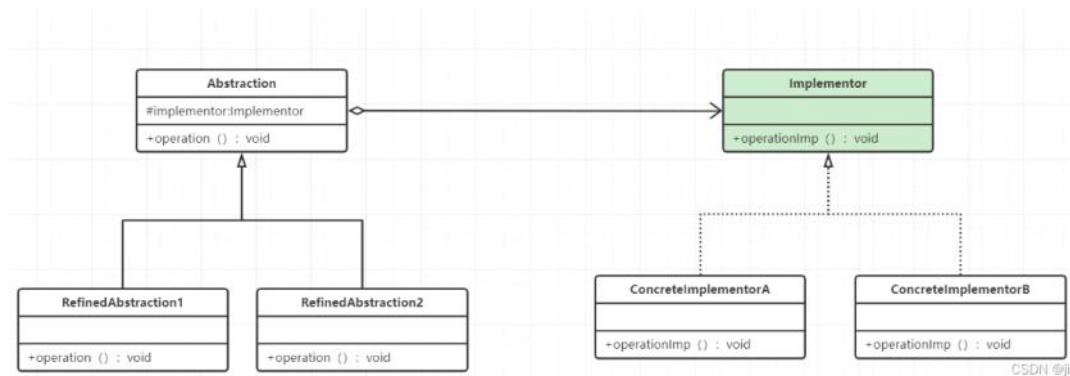 Abstraction
#implementor:Implementor
+operation () : void
Implementor
+operationImp () : void
RefinedAbstraction1
+operation () : void
RefinedAbstraction2
+operation () : void
ConcreteImplementorA
+operationImp () : void
ConcreteImplementorB
+operationImp () : void
CSDN @ji